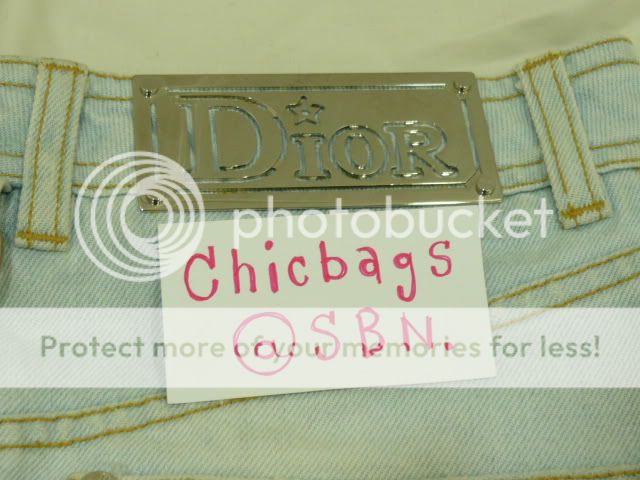 DIOR
photobucket
Chicbags
@.SBN.
Protect more of your memories for less!